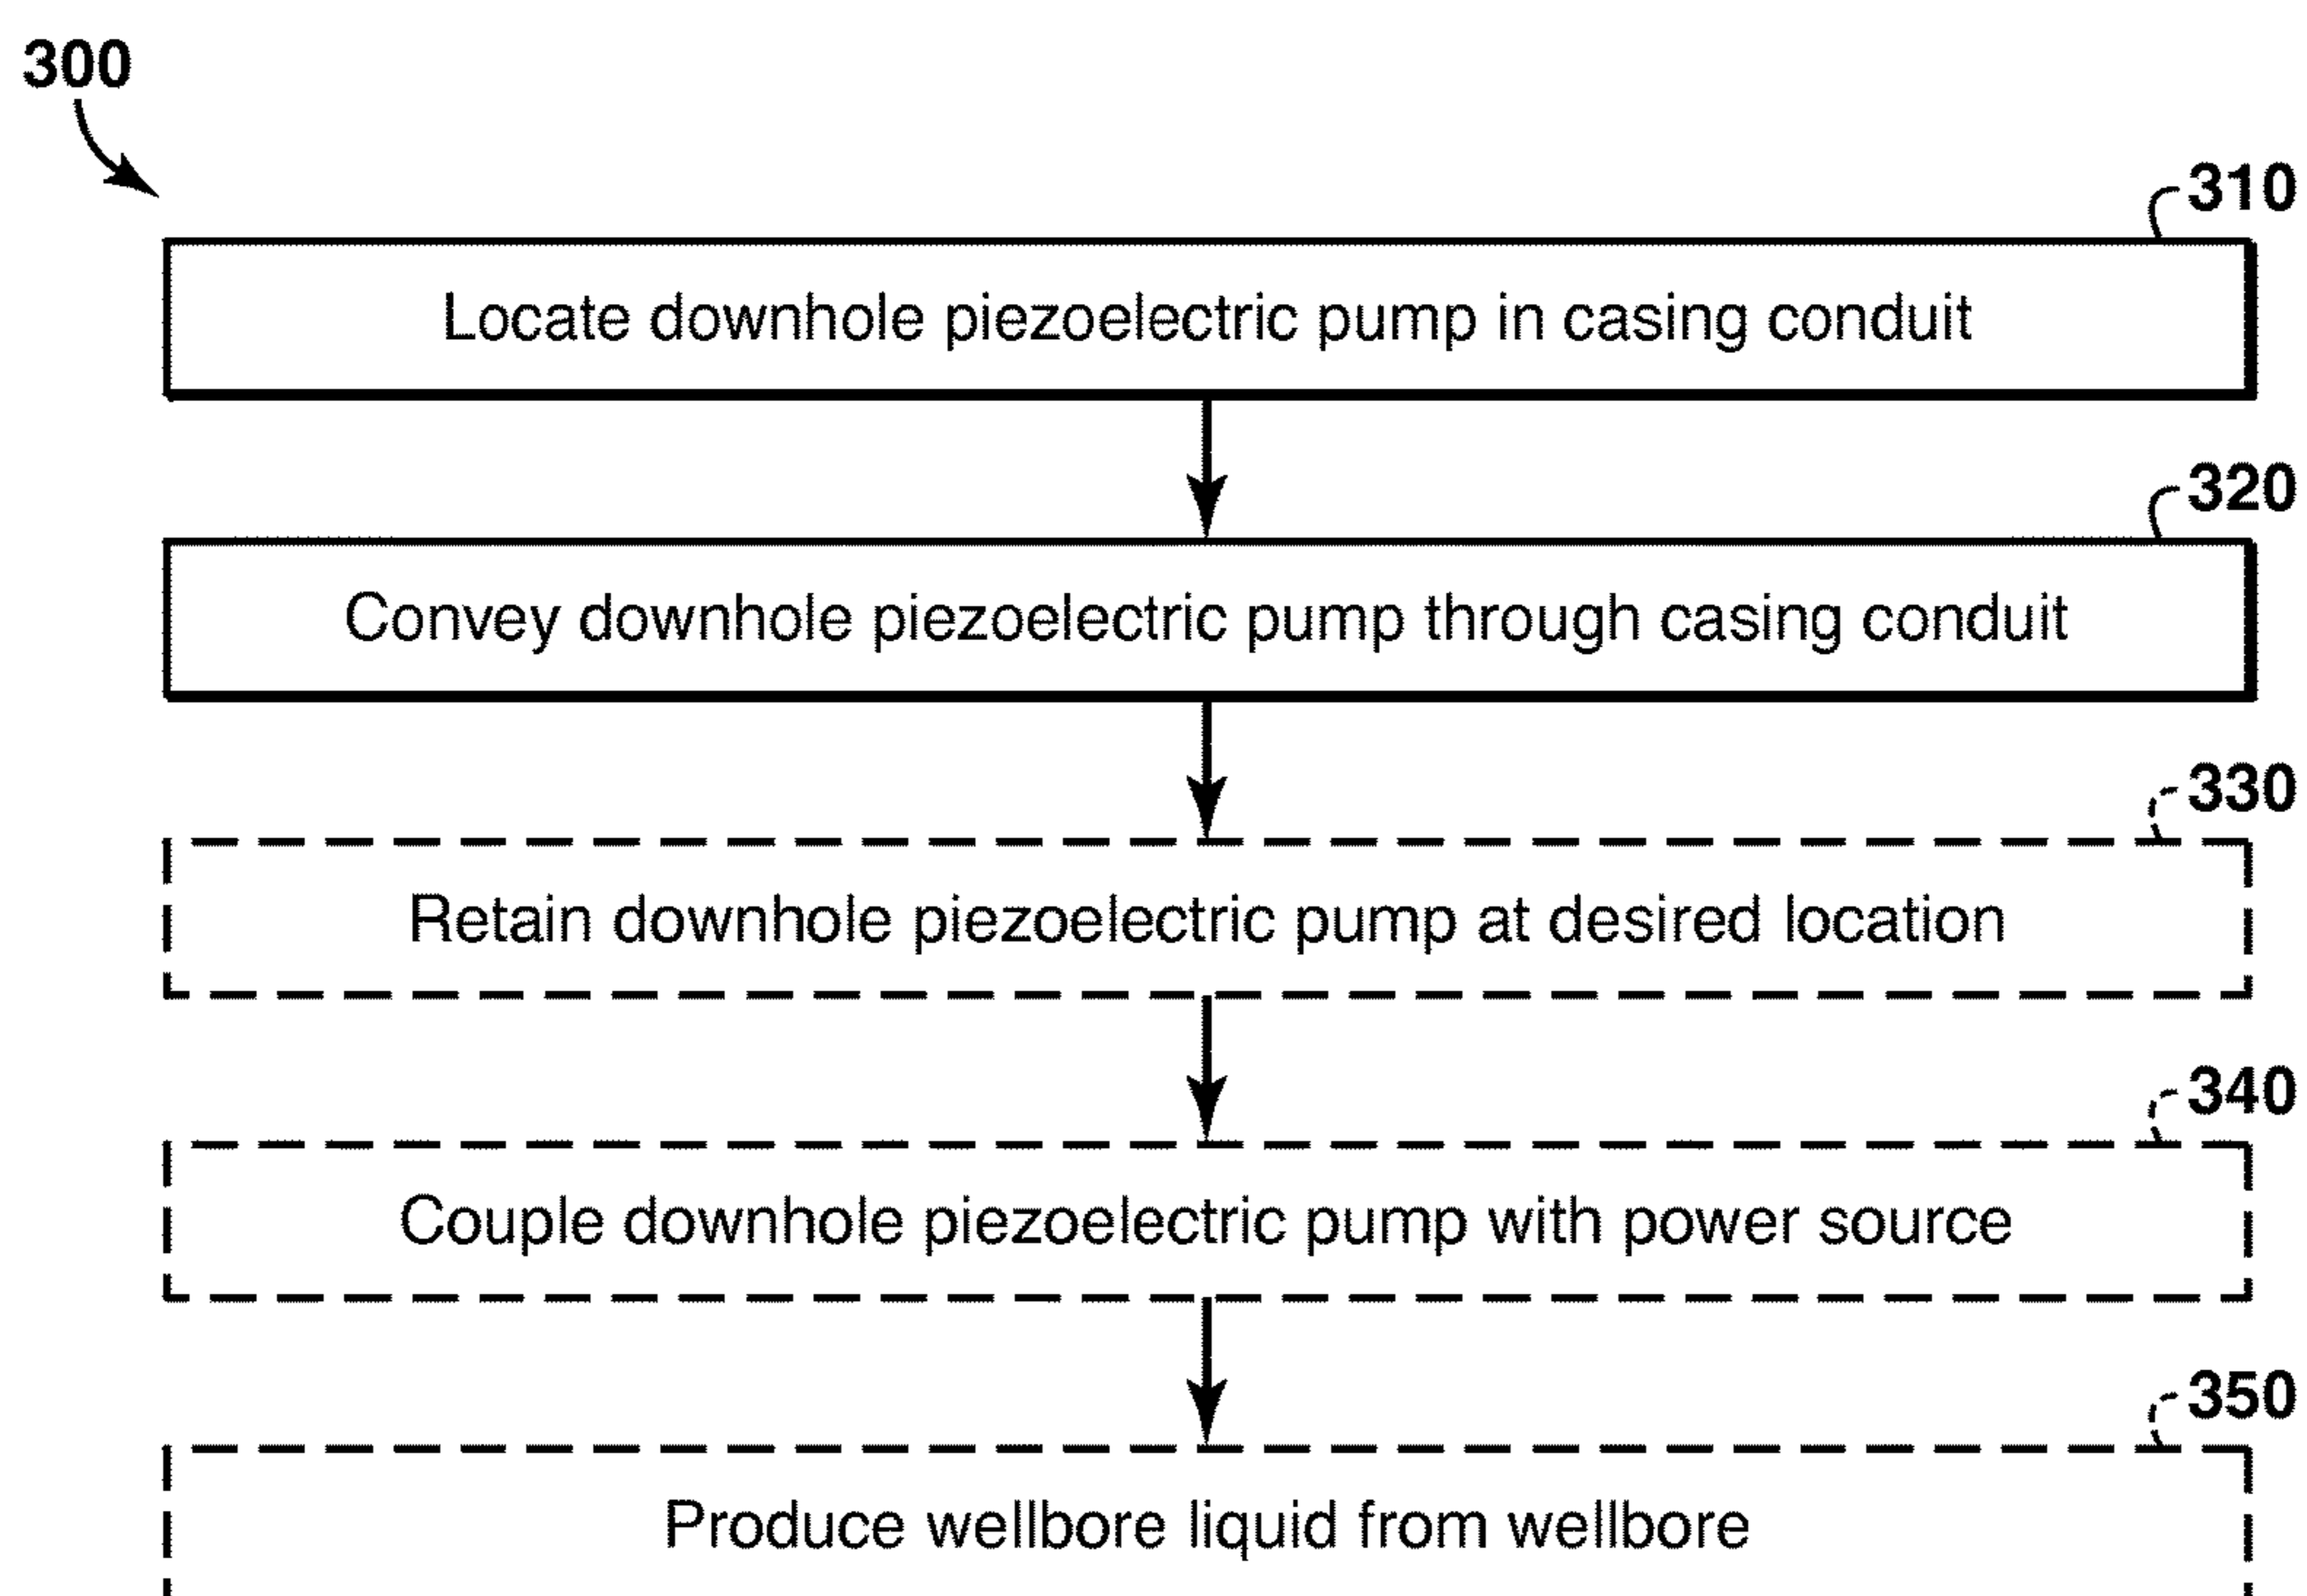 300
310
Locate downhole piezoelectric pump in casing conduit
320
Convey downhole piezoelectric pump through casing conduit
330
Retain downhole piezoelectric pump at desired location
340
Couple downhole piezoelectric pump with power source
350
Produce wellbore liquid from wellbore